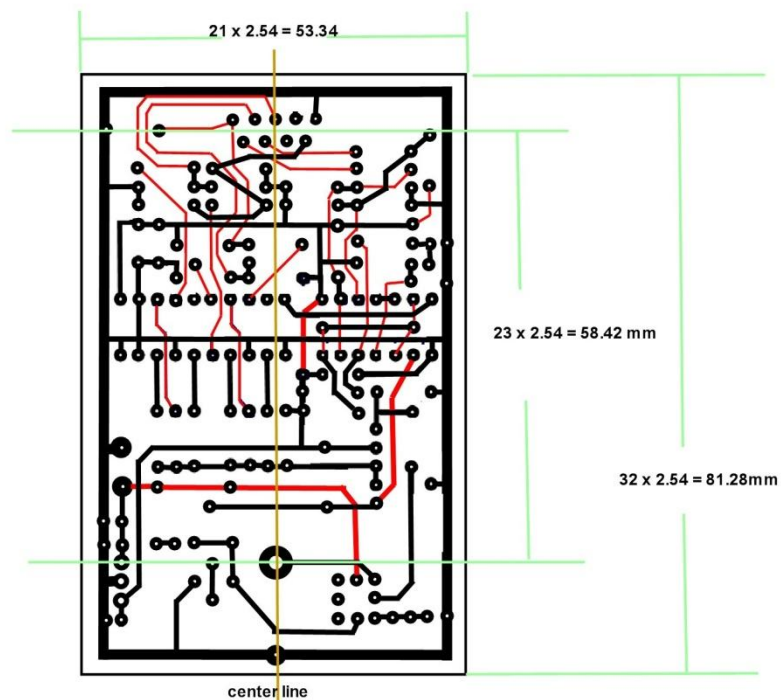 21 x 2.54 = 53.34
23 x 2.54 = 58.42 mm
32 x 2.54 = 81.28mm
center line